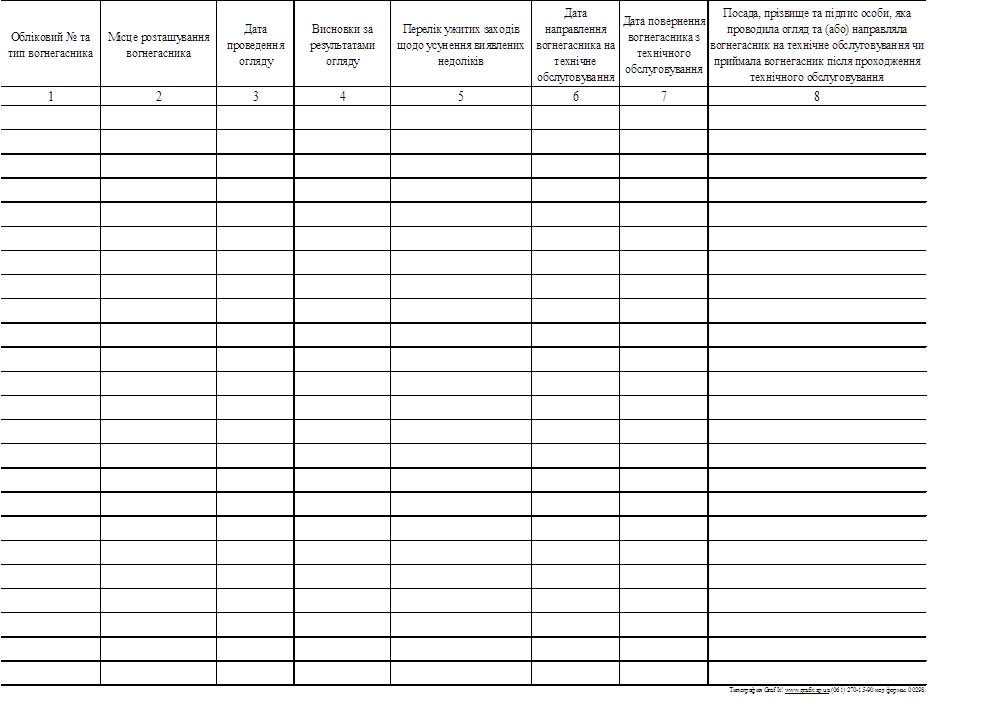 Обліковий № та
тип вогнегасника
Місце розташування
вогнегасника
Дата
проведення
огляду
Висновки за
результатами
огляду
Перелік ужитих заходів
щодо усунення виявлених
недоліків
Дата
направлення
вогнегасника на
технічне
обслуговування
Дата повернення
вогнегасника з
технічного
обслуговування
Посада, прізвище та підпис особи, яка
проводила огляд та (або) направляла
вогнегасник на технічне обслуговування чи
приймала вогнегасник після проходження
технічного обслуговування
1 2 3 4 5 6 7 8
Типография Graf It! www.grafit.zp.ua (061) 270-15-90 код формы: 00298